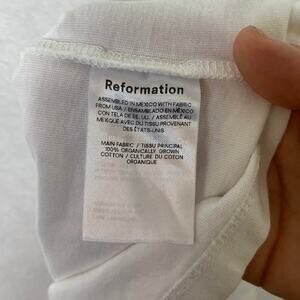 Reformation
ASSEMBLED IN MEXICO WITH FABRIC
FROM USA / ENSAMBLADO EN MÉXICO
CON TELA DE EE. UU. / ASSEMBLÉ AU
MEXIQUE AVEC DU TISSU PROVENANT
DES ÉTATS-UNIS
MAIN FABRIC / TISSU PRINCIPAL
100% ORGANICALLY GROWN
COTTON / CULTURE DU COTON
ORGANIQUE